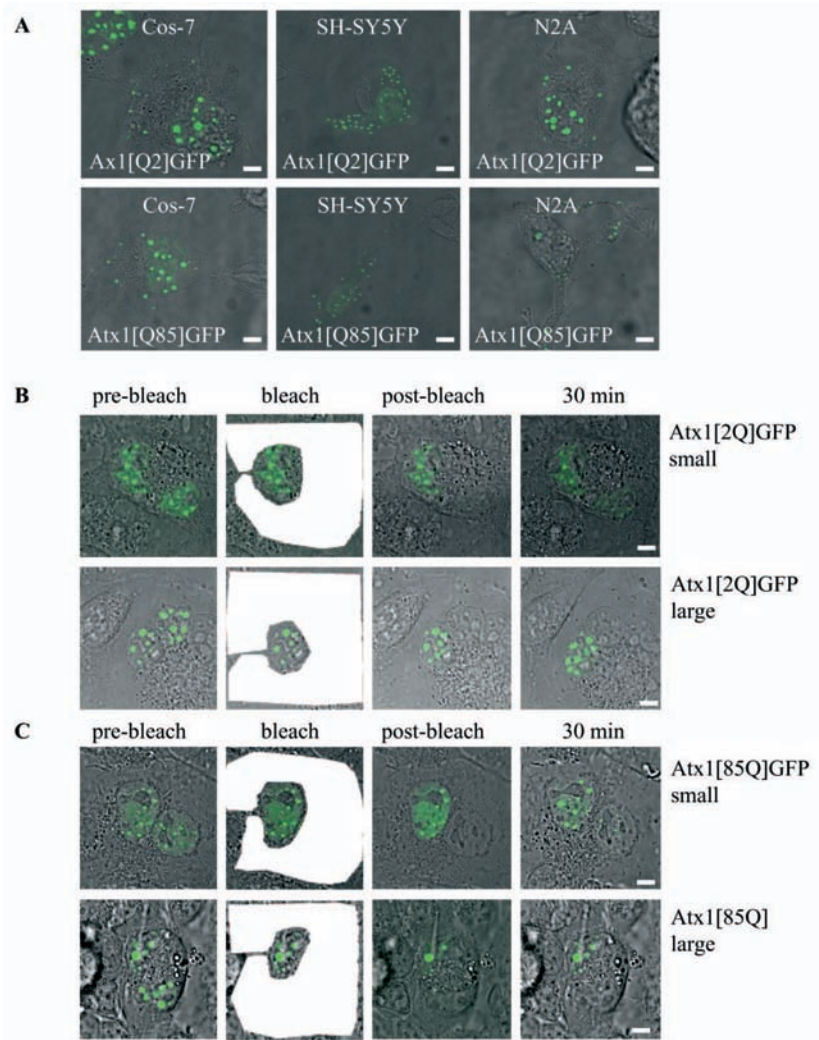 A
Cos-7 SH-SY5Y N2A
Ax1[Q2]GFP Atx1[Q2]GFP Atx1[Q2]GFP
Cos-7 SH-SY5Y N2A
Atx1[Q85]GFP Atx1[Q85]GFP Atx1[Q85]GFP
B
pre-bleach bleach post-bleach 30 min
Atx1[2Q]GFP
small
Atx1[2Q]GFP
large
C
pre-bleach bleach post-bleach 30 min
Atx1[85Q]GFP
small
Atx1[85Q]
large